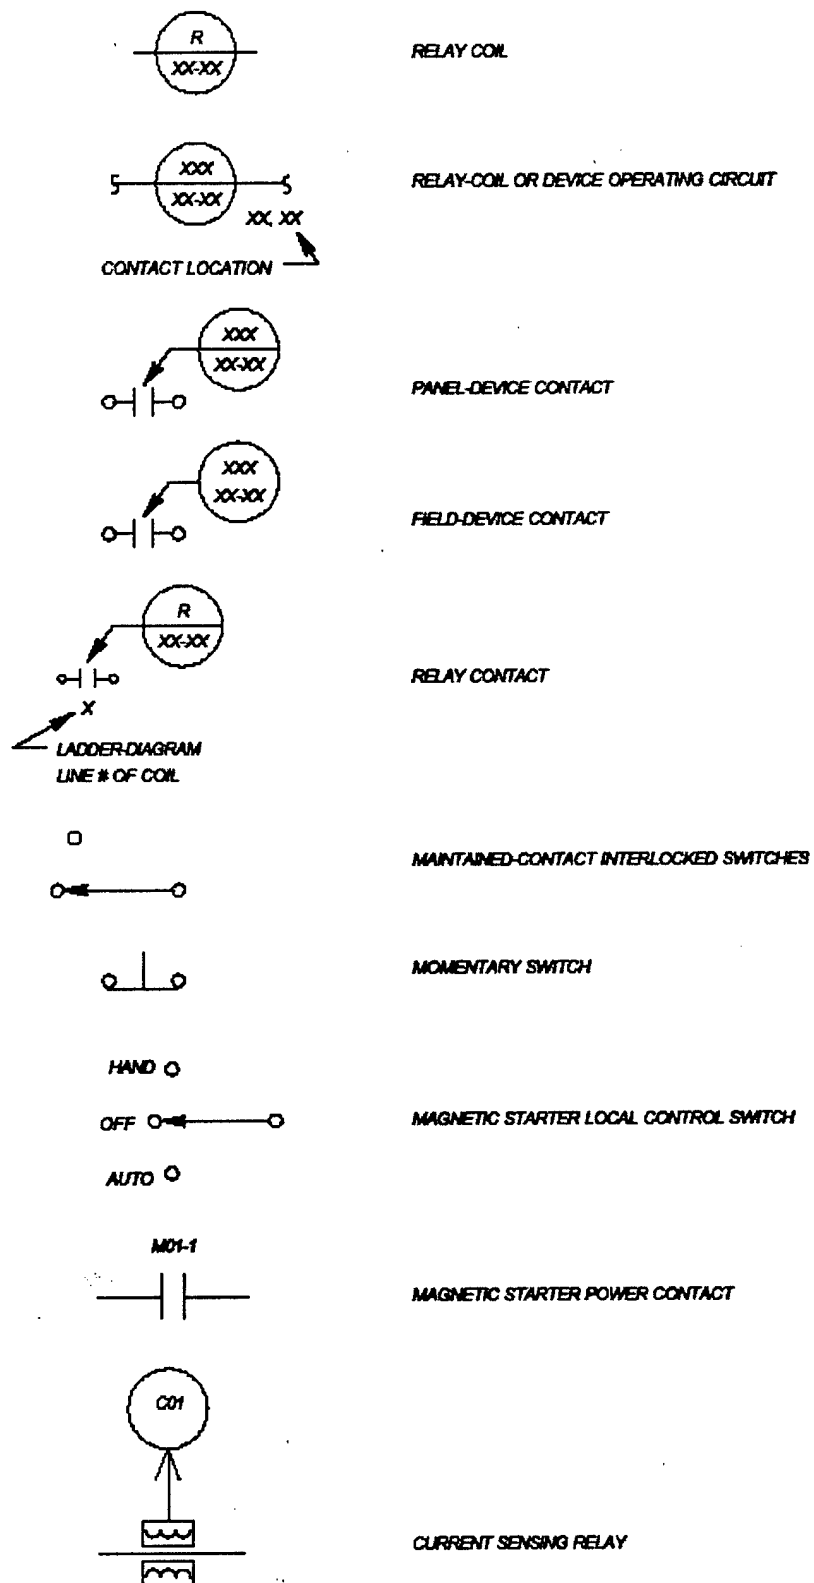 R
XX-XX
RELAY COIL
XXX
XX-XX
XX, XX
RELAY-COIL OR DEVICE OPERATING CIRCUIT
CONTACT LOCATION
XXX
XX-XX
PANEL-DEVICE CONTACT
XXX
XX-XX
FIELD-DEVICE CONTACT
R
XX-XX
RELAY CONTACT
X
LADDER-DIAGRAM
LINE # OF COIL
MAINTAINED-CONTACT INTERLOCKED SWITCHES
MOMENTARY SWITCH
HAND
OFF
MAGNETIC STARTER LOCAL CONTROL SWITCH
AUTO
M01-1
MAGNETIC STARTER POWER CONTACT
C01
CURRENT SENSING RELAY